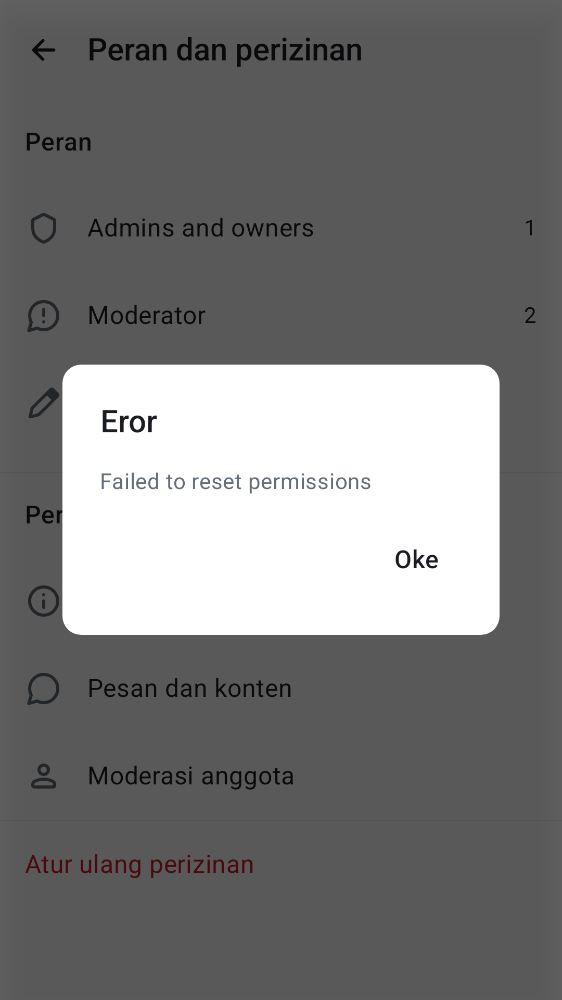 Peran dan perizinan
Peran
Admins and owners
1
Moderator
2
Eror
Failed to reset permissions
Per
Oke
Pesan dan konten
Moderasi anggota
Atur ulang perizinan